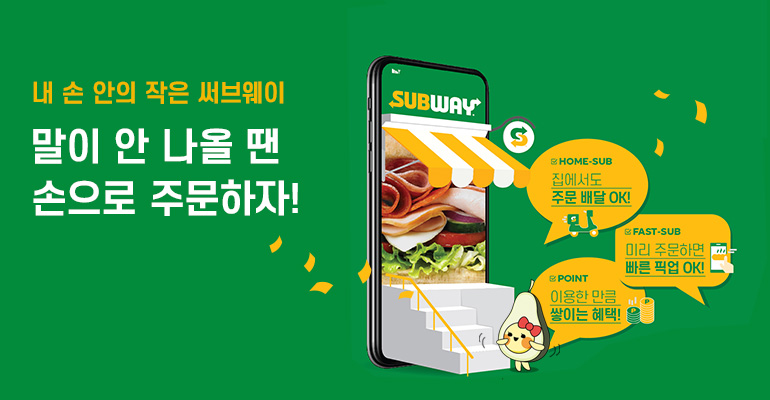 내 손 안의 작은 써브웨이
말이 안 나올 땐
손으로 주문하자!
SUBWAY
S
HOME-SUB
집에서도
주문 배달 OK!
FAST-SUB
미리 주문하면
빠른 픽업 OK!
POINT
이용한 만큼
쌓이는 혜택!
P